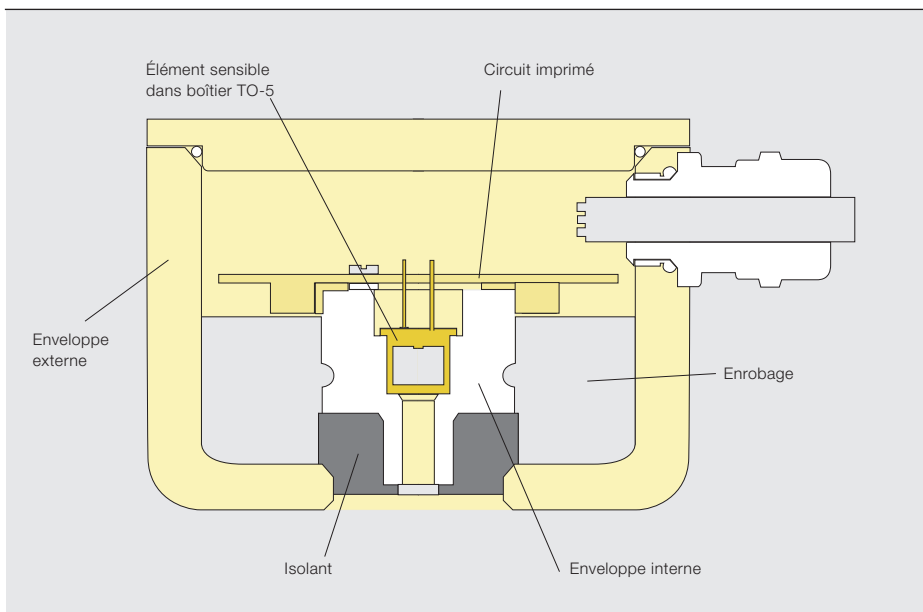 Élément sensible
dans boîtier TO-5
Circuit imprimé
Enveloppe
externe
Enrobage
Isolant
Enveloppe interne